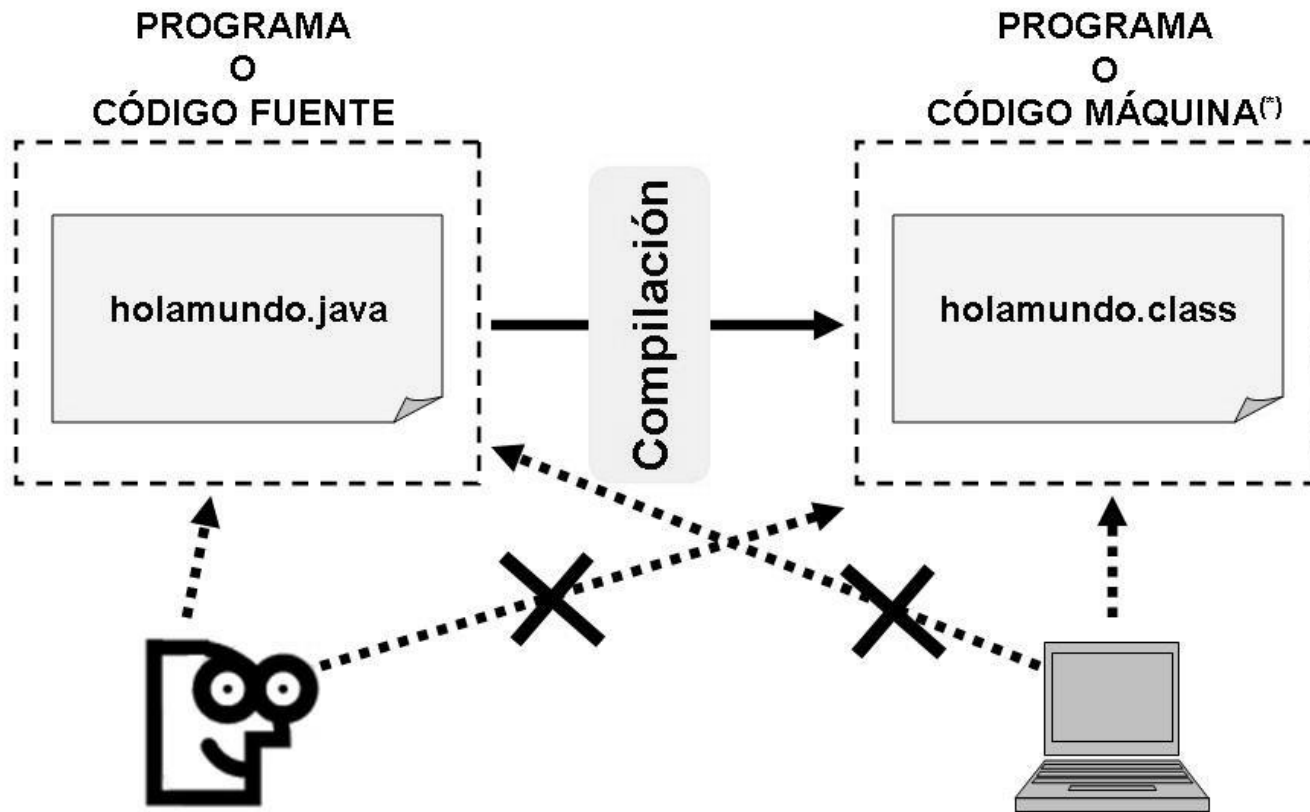 PROGRAMA
O
CÓDIGO FUENTE
PROGRAMA
O
CÓDIGO MÁQUINA(*)
holamundo.java
Compilación
holamundo.class